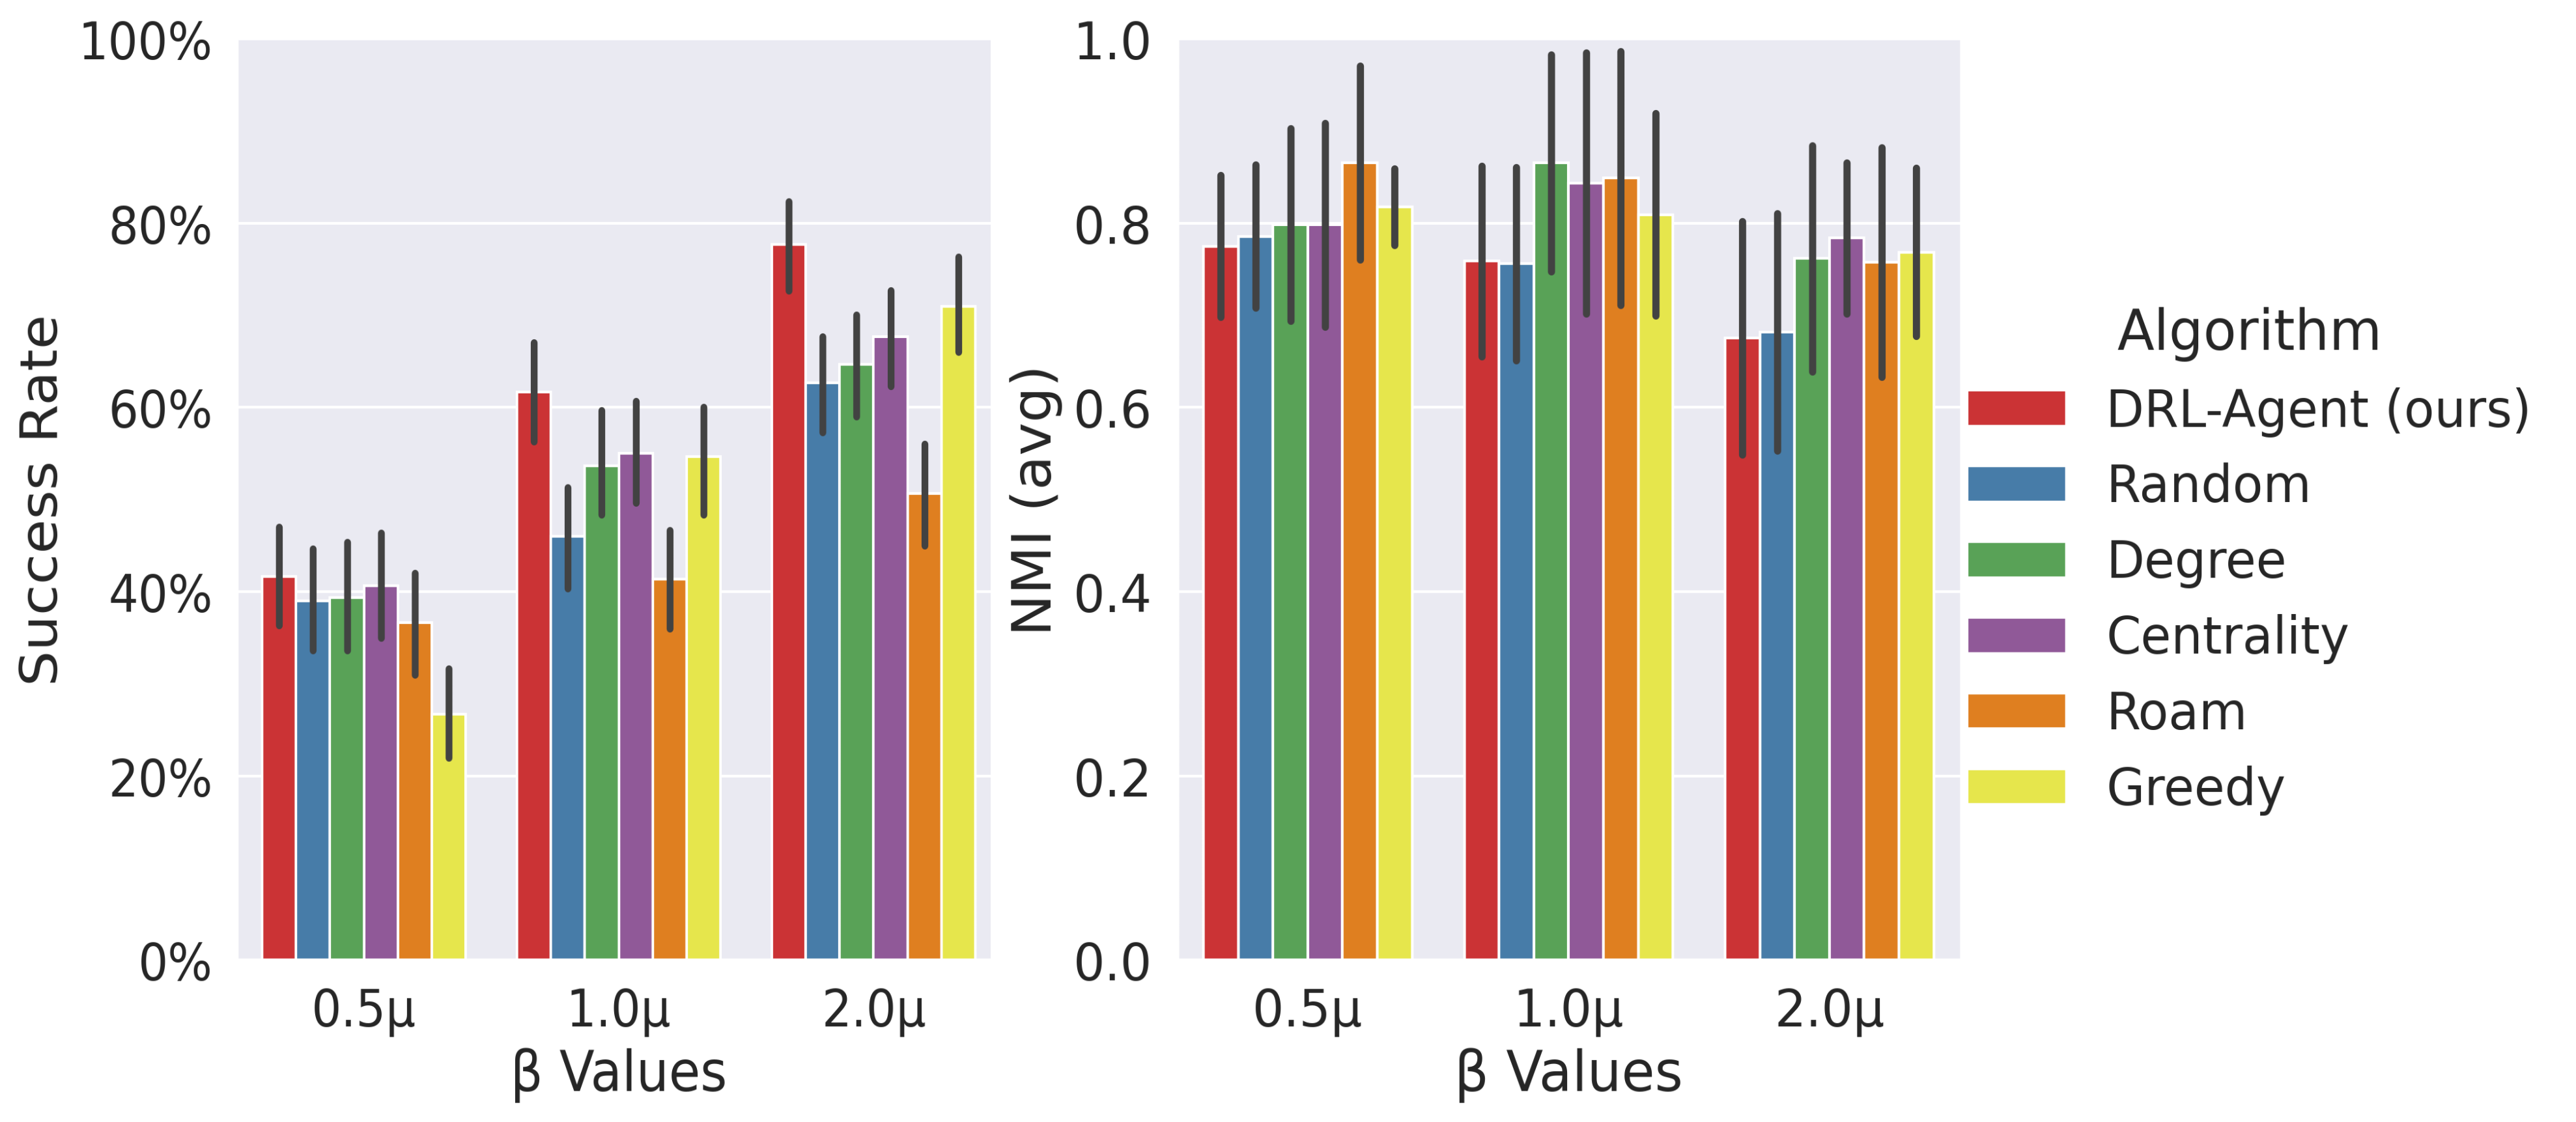 Success Rate
100%
80%
60%
40%
20%
0%
0.5μ 1.0μ 2.0μ
β Values
NMI (avg)
1.0
0.8
0.6
0.4
0.2
0.0
0.5μ 1.0μ 2.0μ
β Values
Algorithm
DRL-Agent (ours)
Random
Degree
Centrality
Roam
Greedy